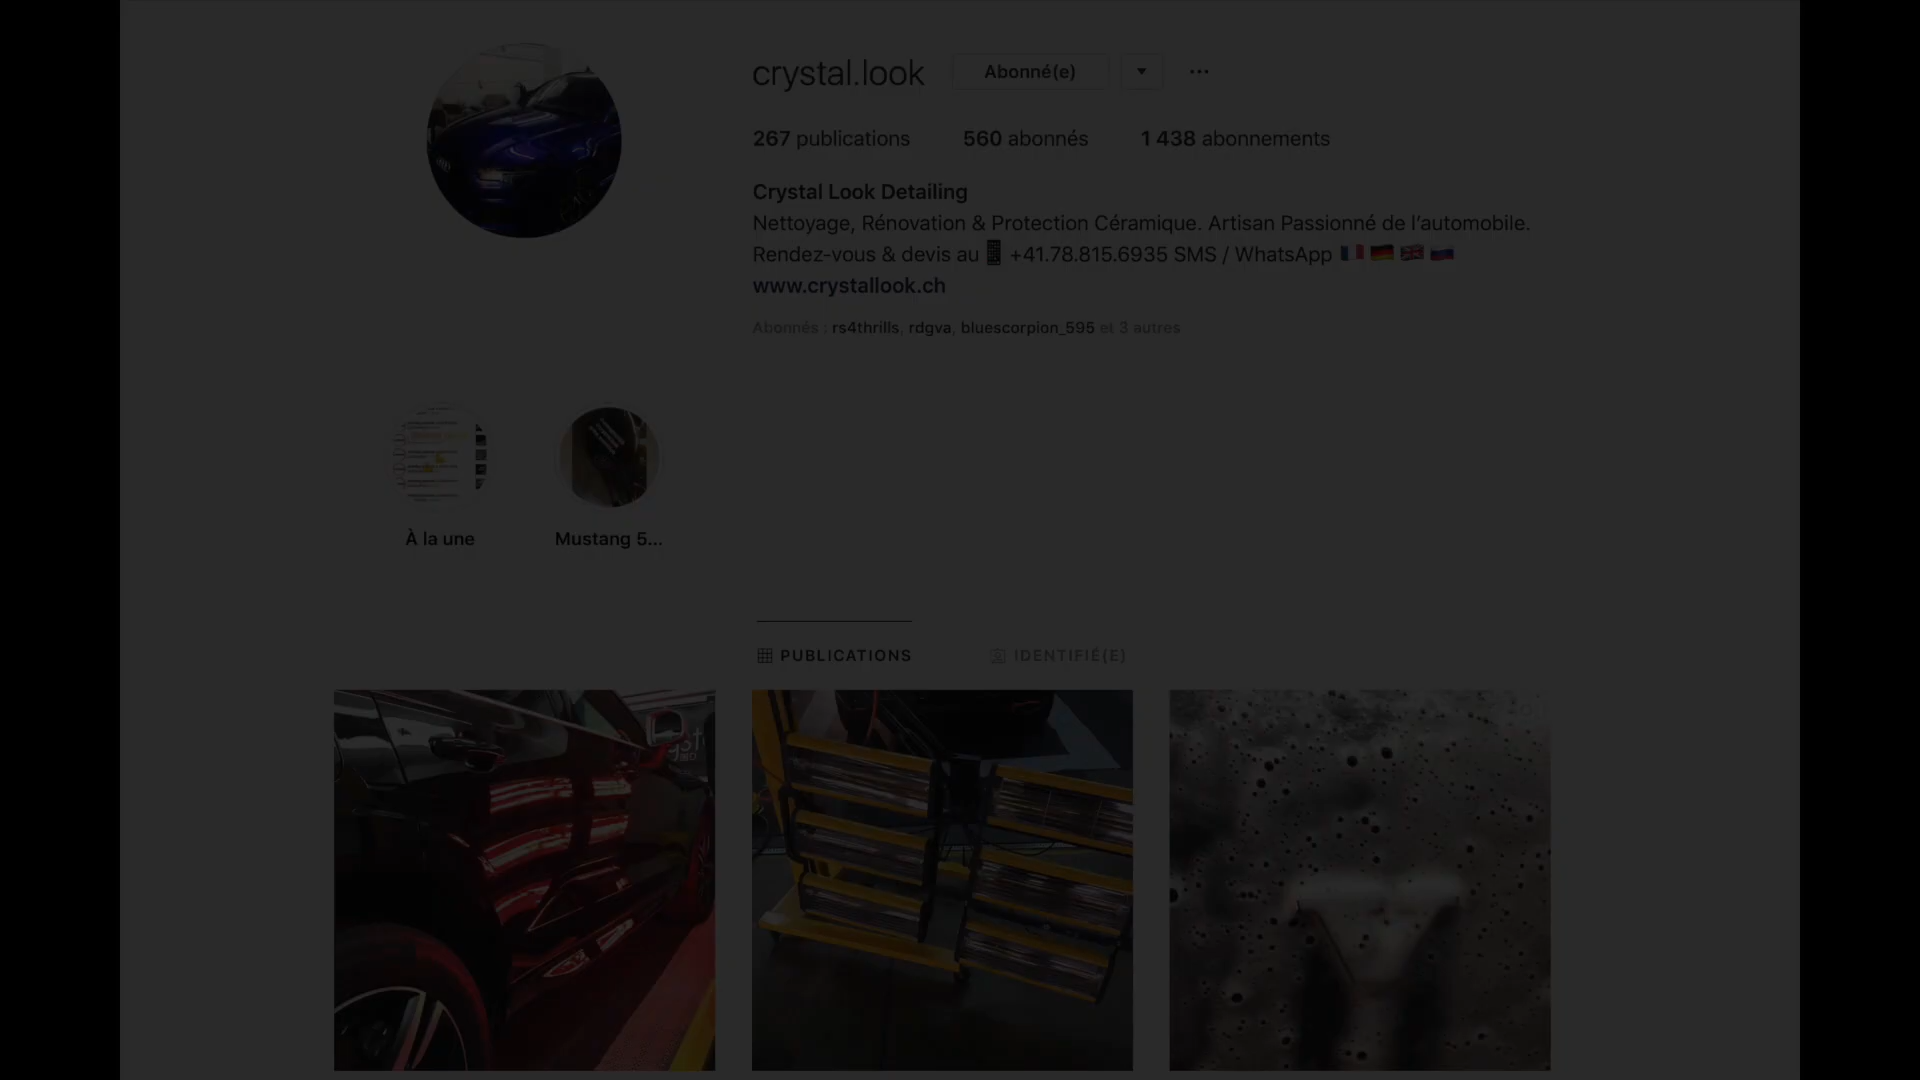 crystal.look Abonné(e)
267 publications 560 abonnés 1 438 abonnements
Crystal Look Detailing
Nettoyage, Rénovation & Protection Céramique. Artisan Passionné de l’automobile.
Rendez-vous & devis au 📱 +41.78.815.6935 SMS / WhatsApp 🇫🇷 🇩🇪 🇬🇧 🇷🇺
www.crystallook.ch
Abonnés : rs4thrills, rdgva, bluescorpion_595 et 3 autres
À la une
Mustang 5...
PUBLICATIONS
IDENTIFIÉ(E)